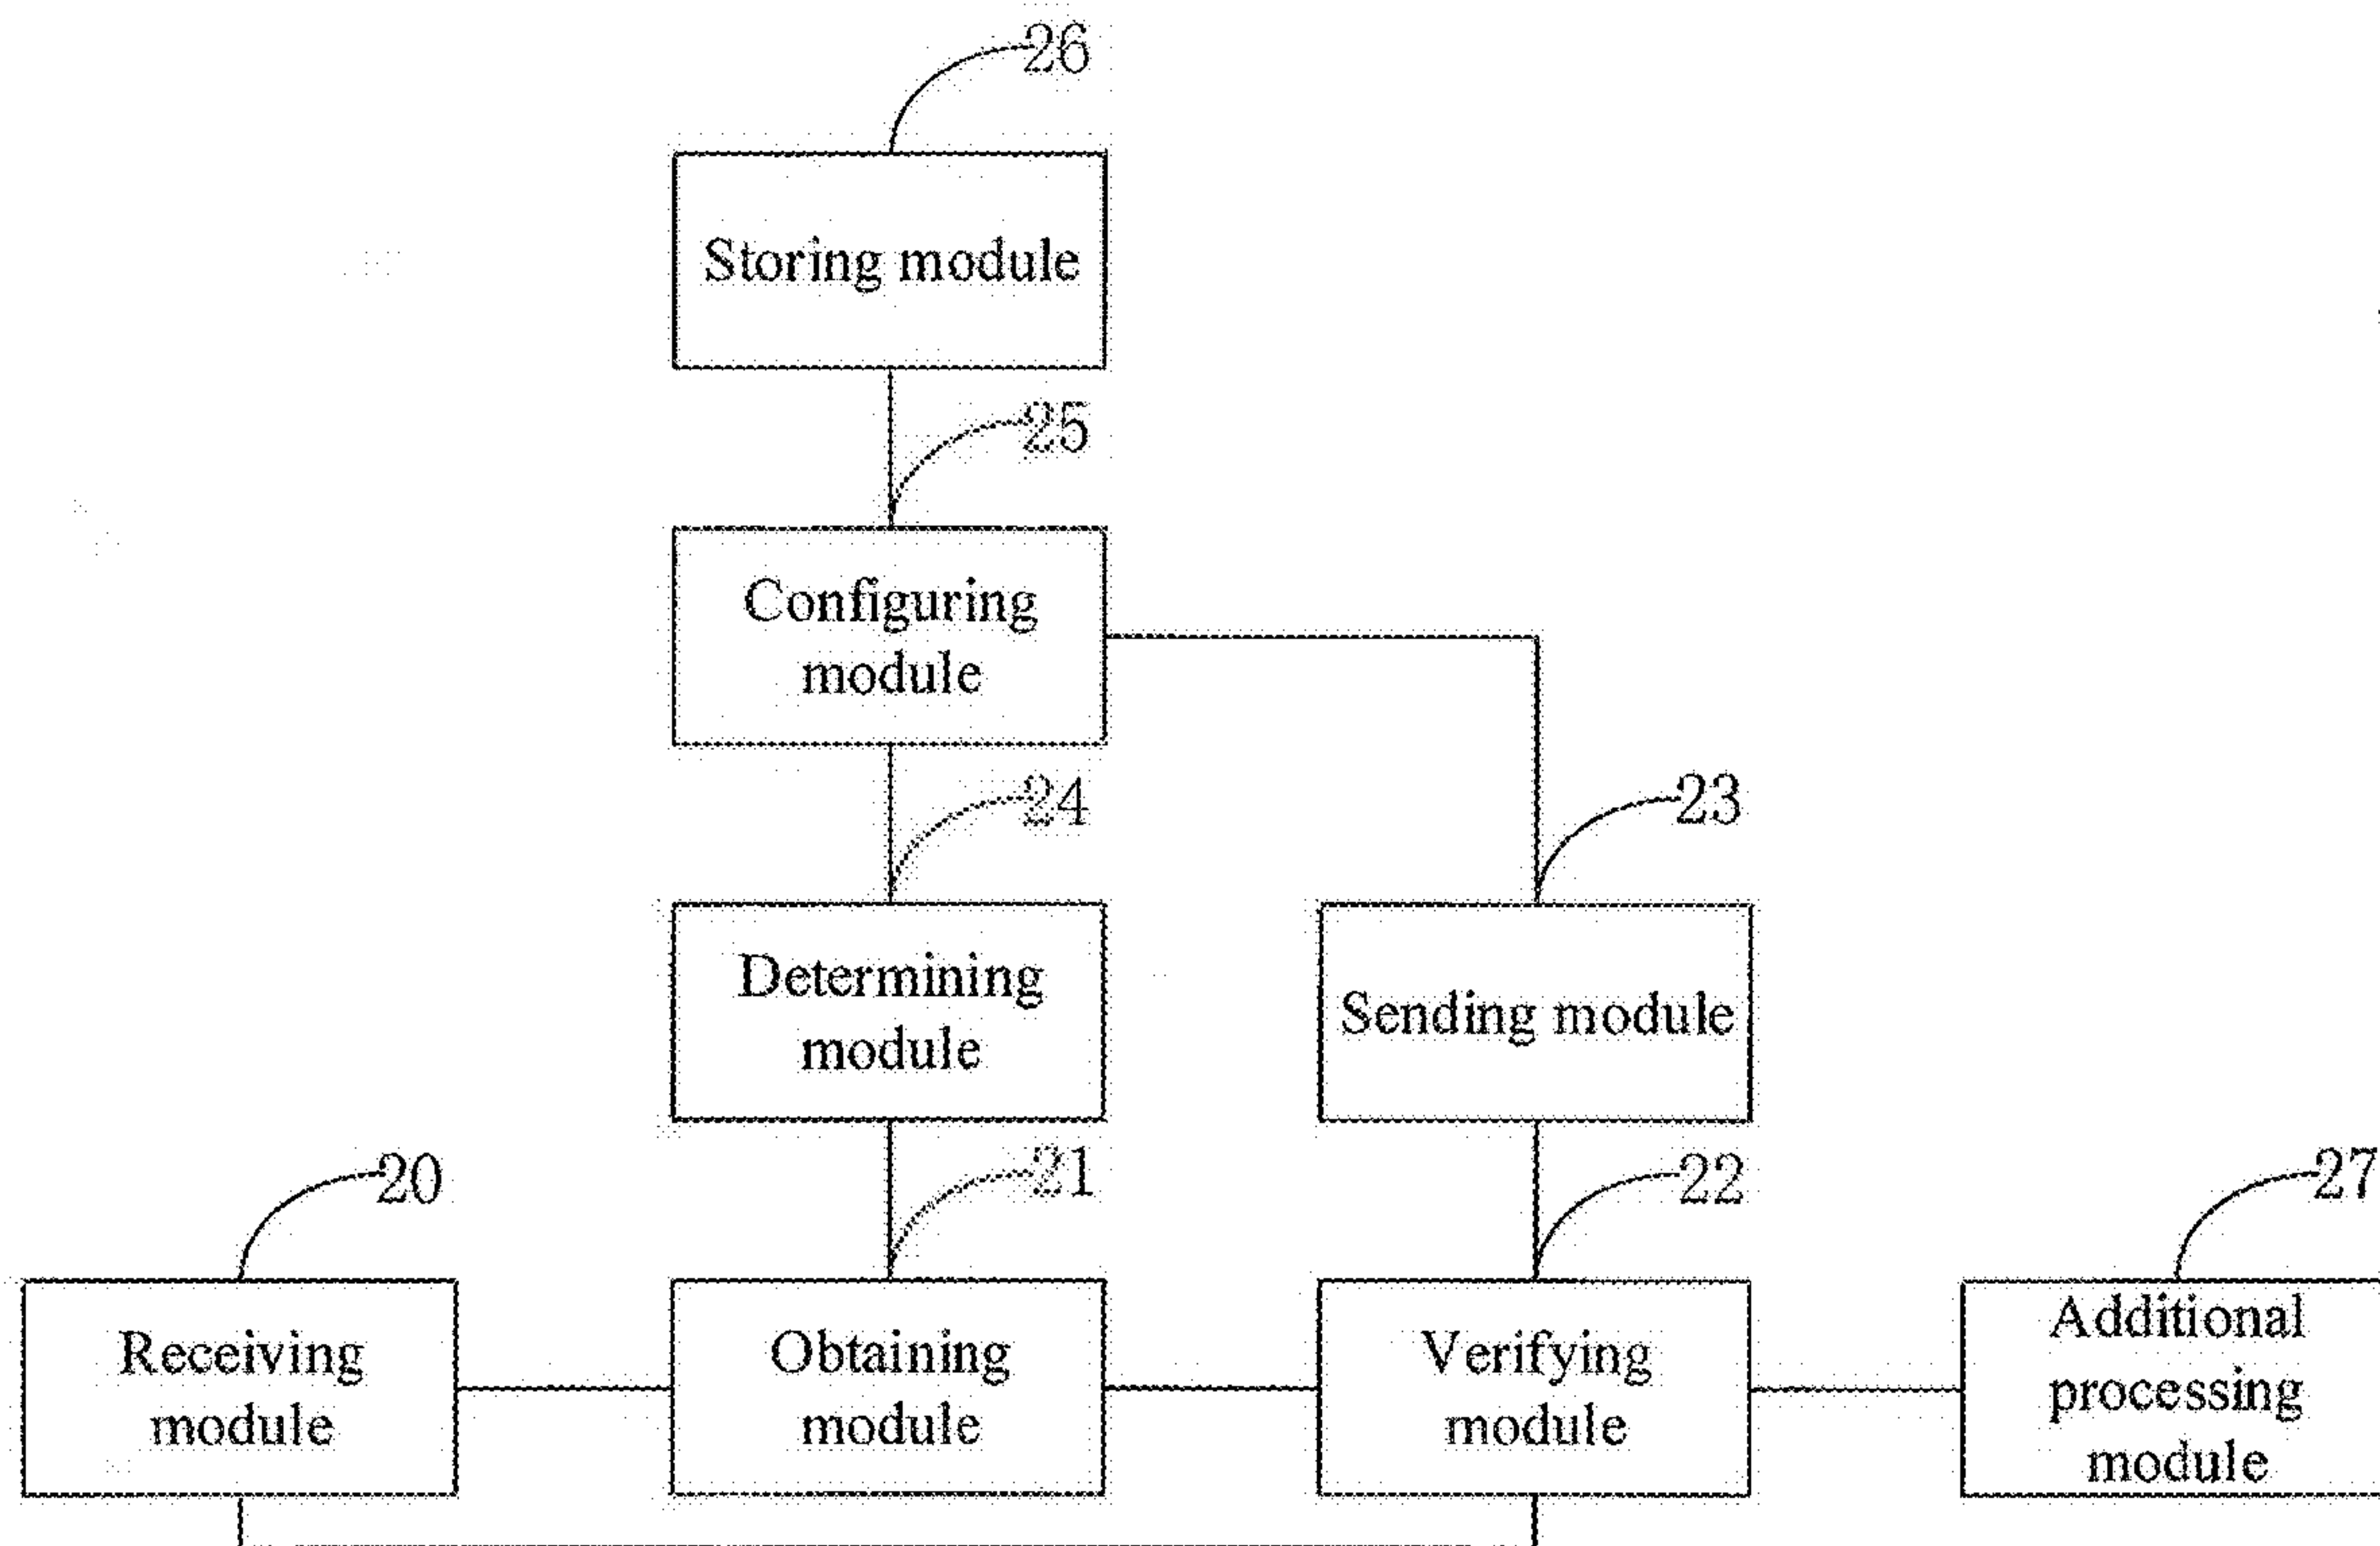 26
Storing module
25
Configuring
module
24
23
Determining
module
Sending module
20
21
22
27
Receiving
module
Obtaining
module
Verifying
module
Additional
processing
module